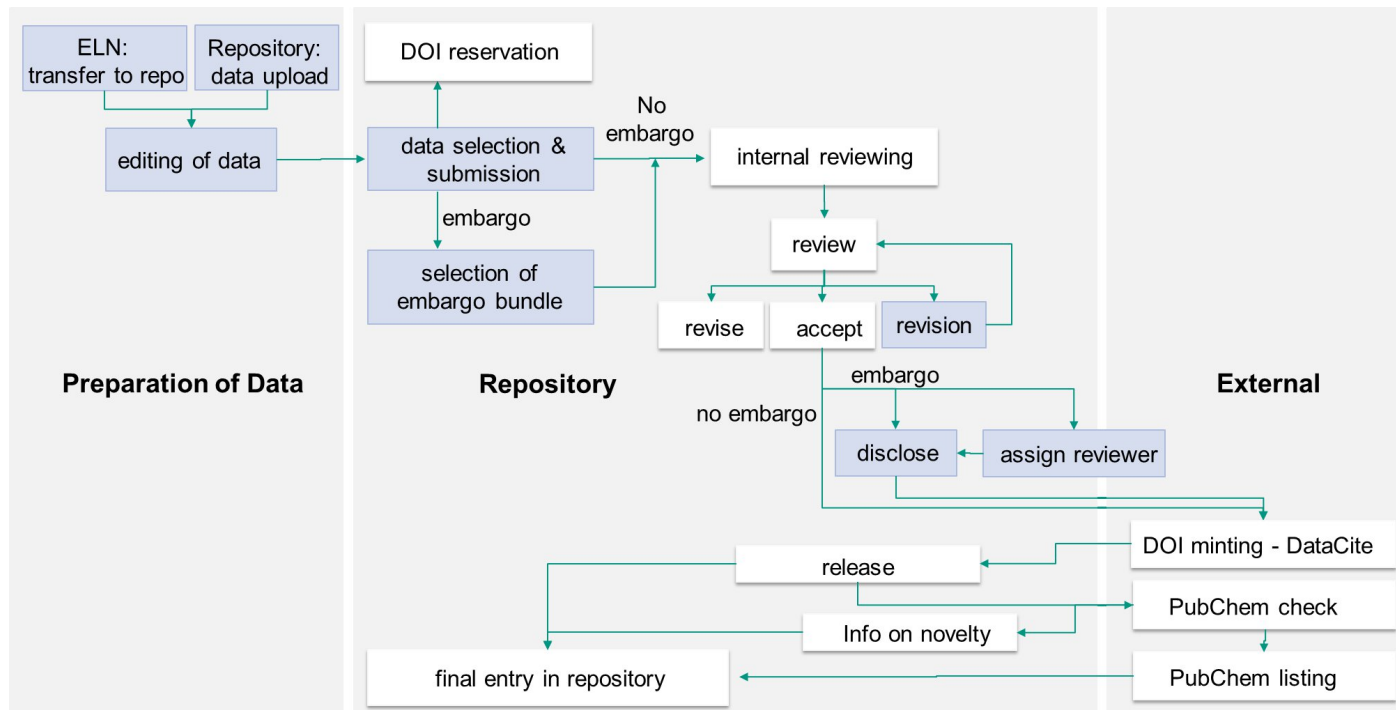 ELN:
transfer to repo
Repository:
data upload
editing of data
DOI reservation
data selection &
submission
No
embargo
internal reviewing
embargo
selection of
embargo bundle
review
revise
accept
revision
Preparation of Data
Repository
External
embargo
no embargo
disclose
assign reviewer
DOI minting - DataCite
release
PubChem check
Info on novelty
final entry in repository
PubChem listing